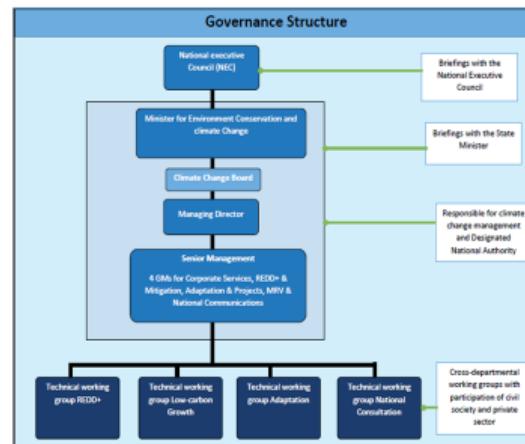 Governance Structure
National executive
Council (NEC)
Briefings with the
National Executive
Council
Minister for Environment Conservation and
climate Change
Briefings with the State
Minister
Climate Change Board
Managing Director
Responsible for climate
change management
and Designated
National Authority
Senior Management
4 GMs for Corporate Services, REDD+ &
Mitigation, Adaptation & Projects, MRV &
National Communications
Technical working
group REDD+
Technical working
group Low-carbon
Growth
Technical working
group Adaptation
Technical working
group National
Consultation
Cross-departmental
working groups with
participation of civil
society and private
sector